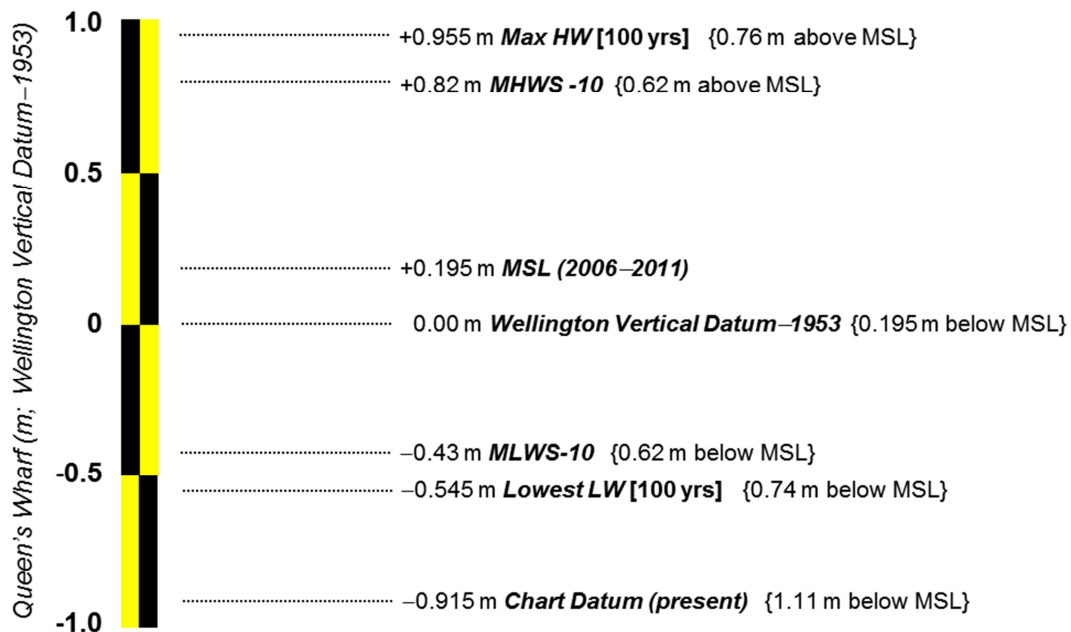 Queen's Wharf (m; Wellington Vertical Datum–1953)
1.0
+0.955 m Max HW [100 yrs] {0.76 m above MSL}
+0.82 m MHWS -10 {0.62 m above MSL}
0.5
+0.195 m MSL (2006–2011)
0
0.00 m Wellington Vertical Datum–1953 {0.195 m below MSL}
–0.43 m MLWS-10 {0.62 m below MSL}
-0.5
–0.545 m Lowest LW [100 yrs] {0.74 m below MSL}
–0.915 m Chart Datum (present) {1.11 m below MSL}
-1.0